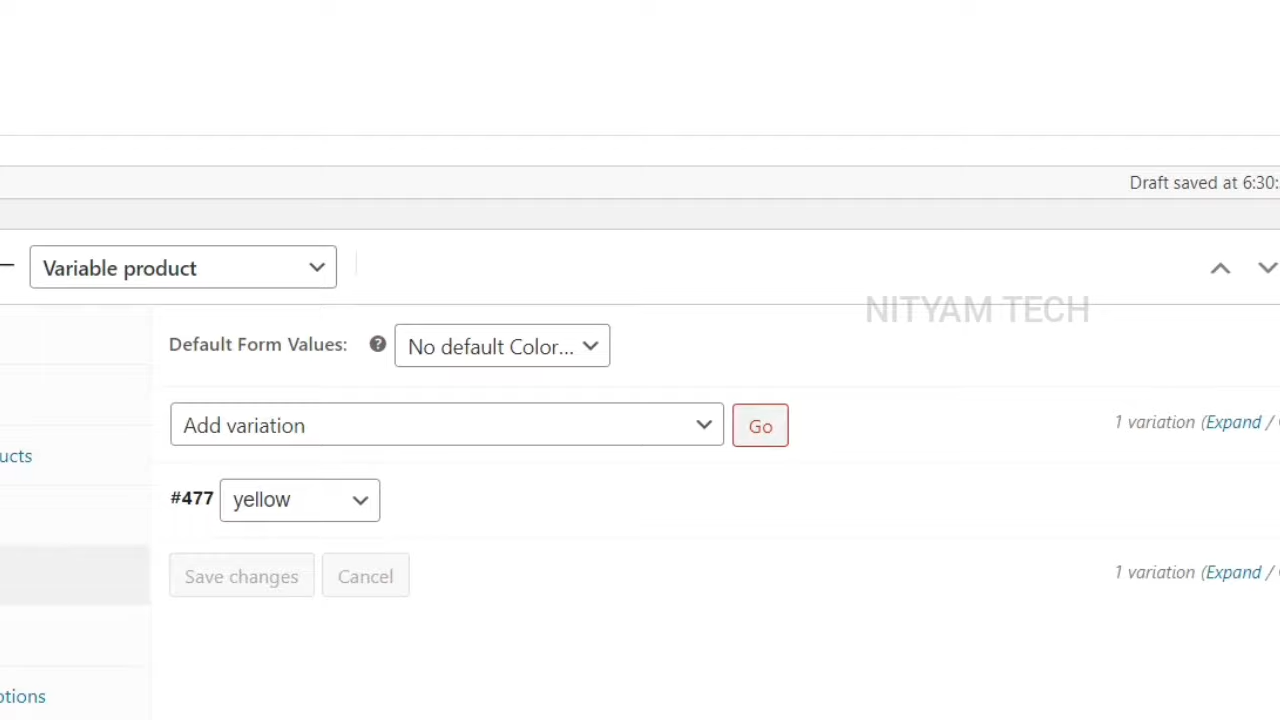 Draft saved at 6:30:
Variable product
NITYAM TECH
Default Form Values: ? No default Color...
Add variation Go 1 variation (Expand /
ucts
#477 yellow
Save changes Cancel 1 variation (Expand /
otions